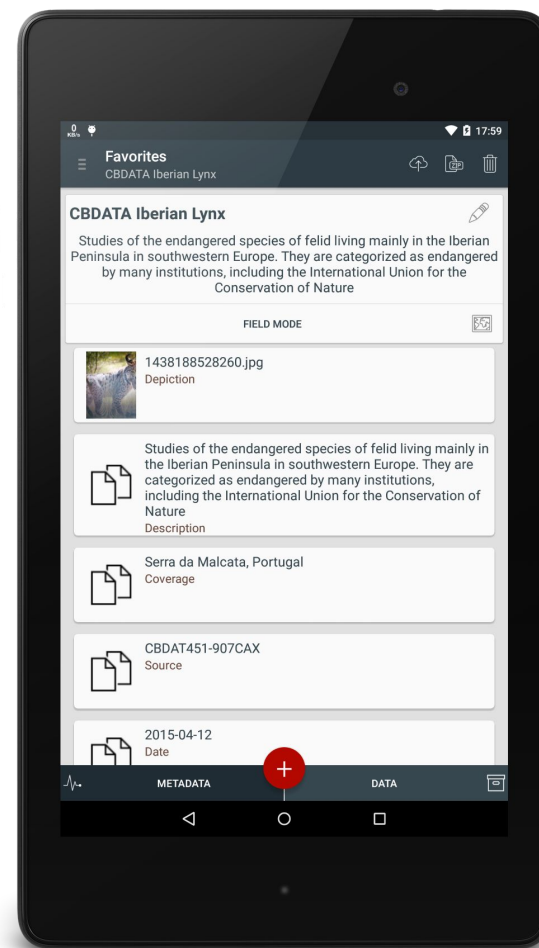 0
KB/s
17:59
Favorites
CBDATA Iberian Lynx
ZIP
CBDATA Iberian Lynx
Studies of the endangered species of felid living mainly in the Iberian
Peninsula in southwestern Europe. They are categorized as endangered
by many institutions, including the International Union for the
Conservation of Nature
FIELD MODE
1438188528260.jpg
Depiction
Studies of the endangered species of felid living mainly in
the Iberian Peninsula in southwestern Europe. They are
categorized as endangered by many institutions,
including the International Union for the Conservation of
Nature
Description
Serra da Malcata, Portugal
Coverage
CBDAT451-907CAX
Source
2015-04-12
Date
+
METADATA
DATA